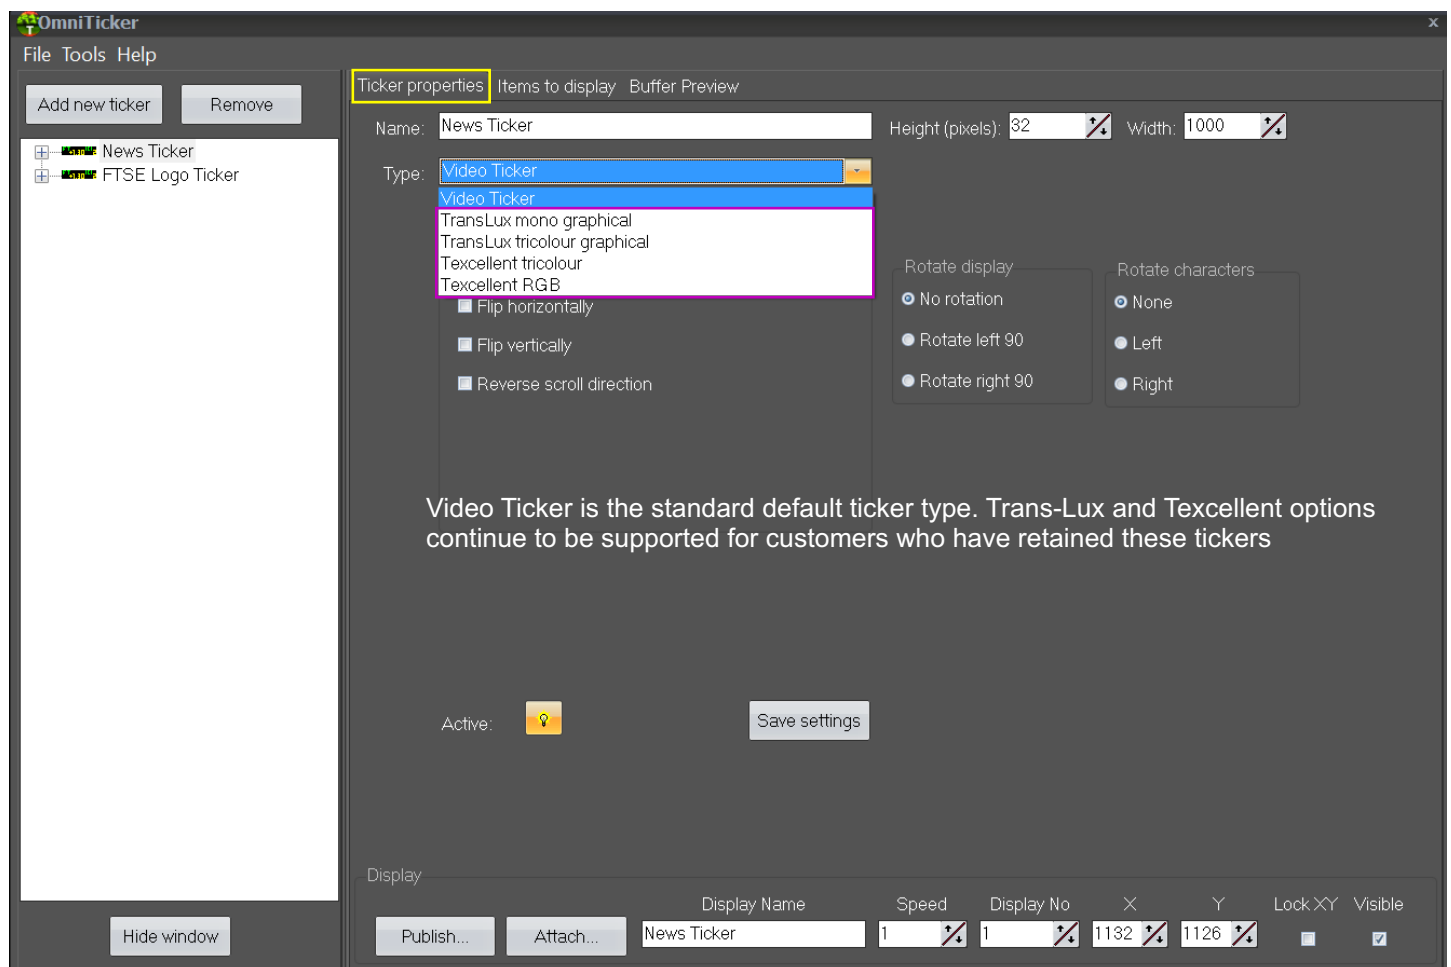 OmniTicker
x
File Tools Help
Add new ticker Remove
News Ticker
FTSE Logo Ticker
Hide window
Ticker properties Items to display Buffer Preview
Name: News Ticker Height (pixels): 32 Width: 1000
Type: Video Ticker
Video Ticker
TransLux mono graphical
TransLux tricolour graphical
Texcellent tricolour
Texcellent RGB
Flip horizontally
Flip vertically
Reverse scroll direction
Rotate display
No rotation
Rotate left 90
Rotate right 90
Rotate characters
None
Left
Right
Video Ticker is the standard default ticker type. Trans-Lux and Texcellent options
continue to be supported for customers who have retained these tickers
Active: Save settings
Display
Display Name Speed Display No X Y Lock XY Visible
Publish... Attach... News Ticker 1 1 1132 1126